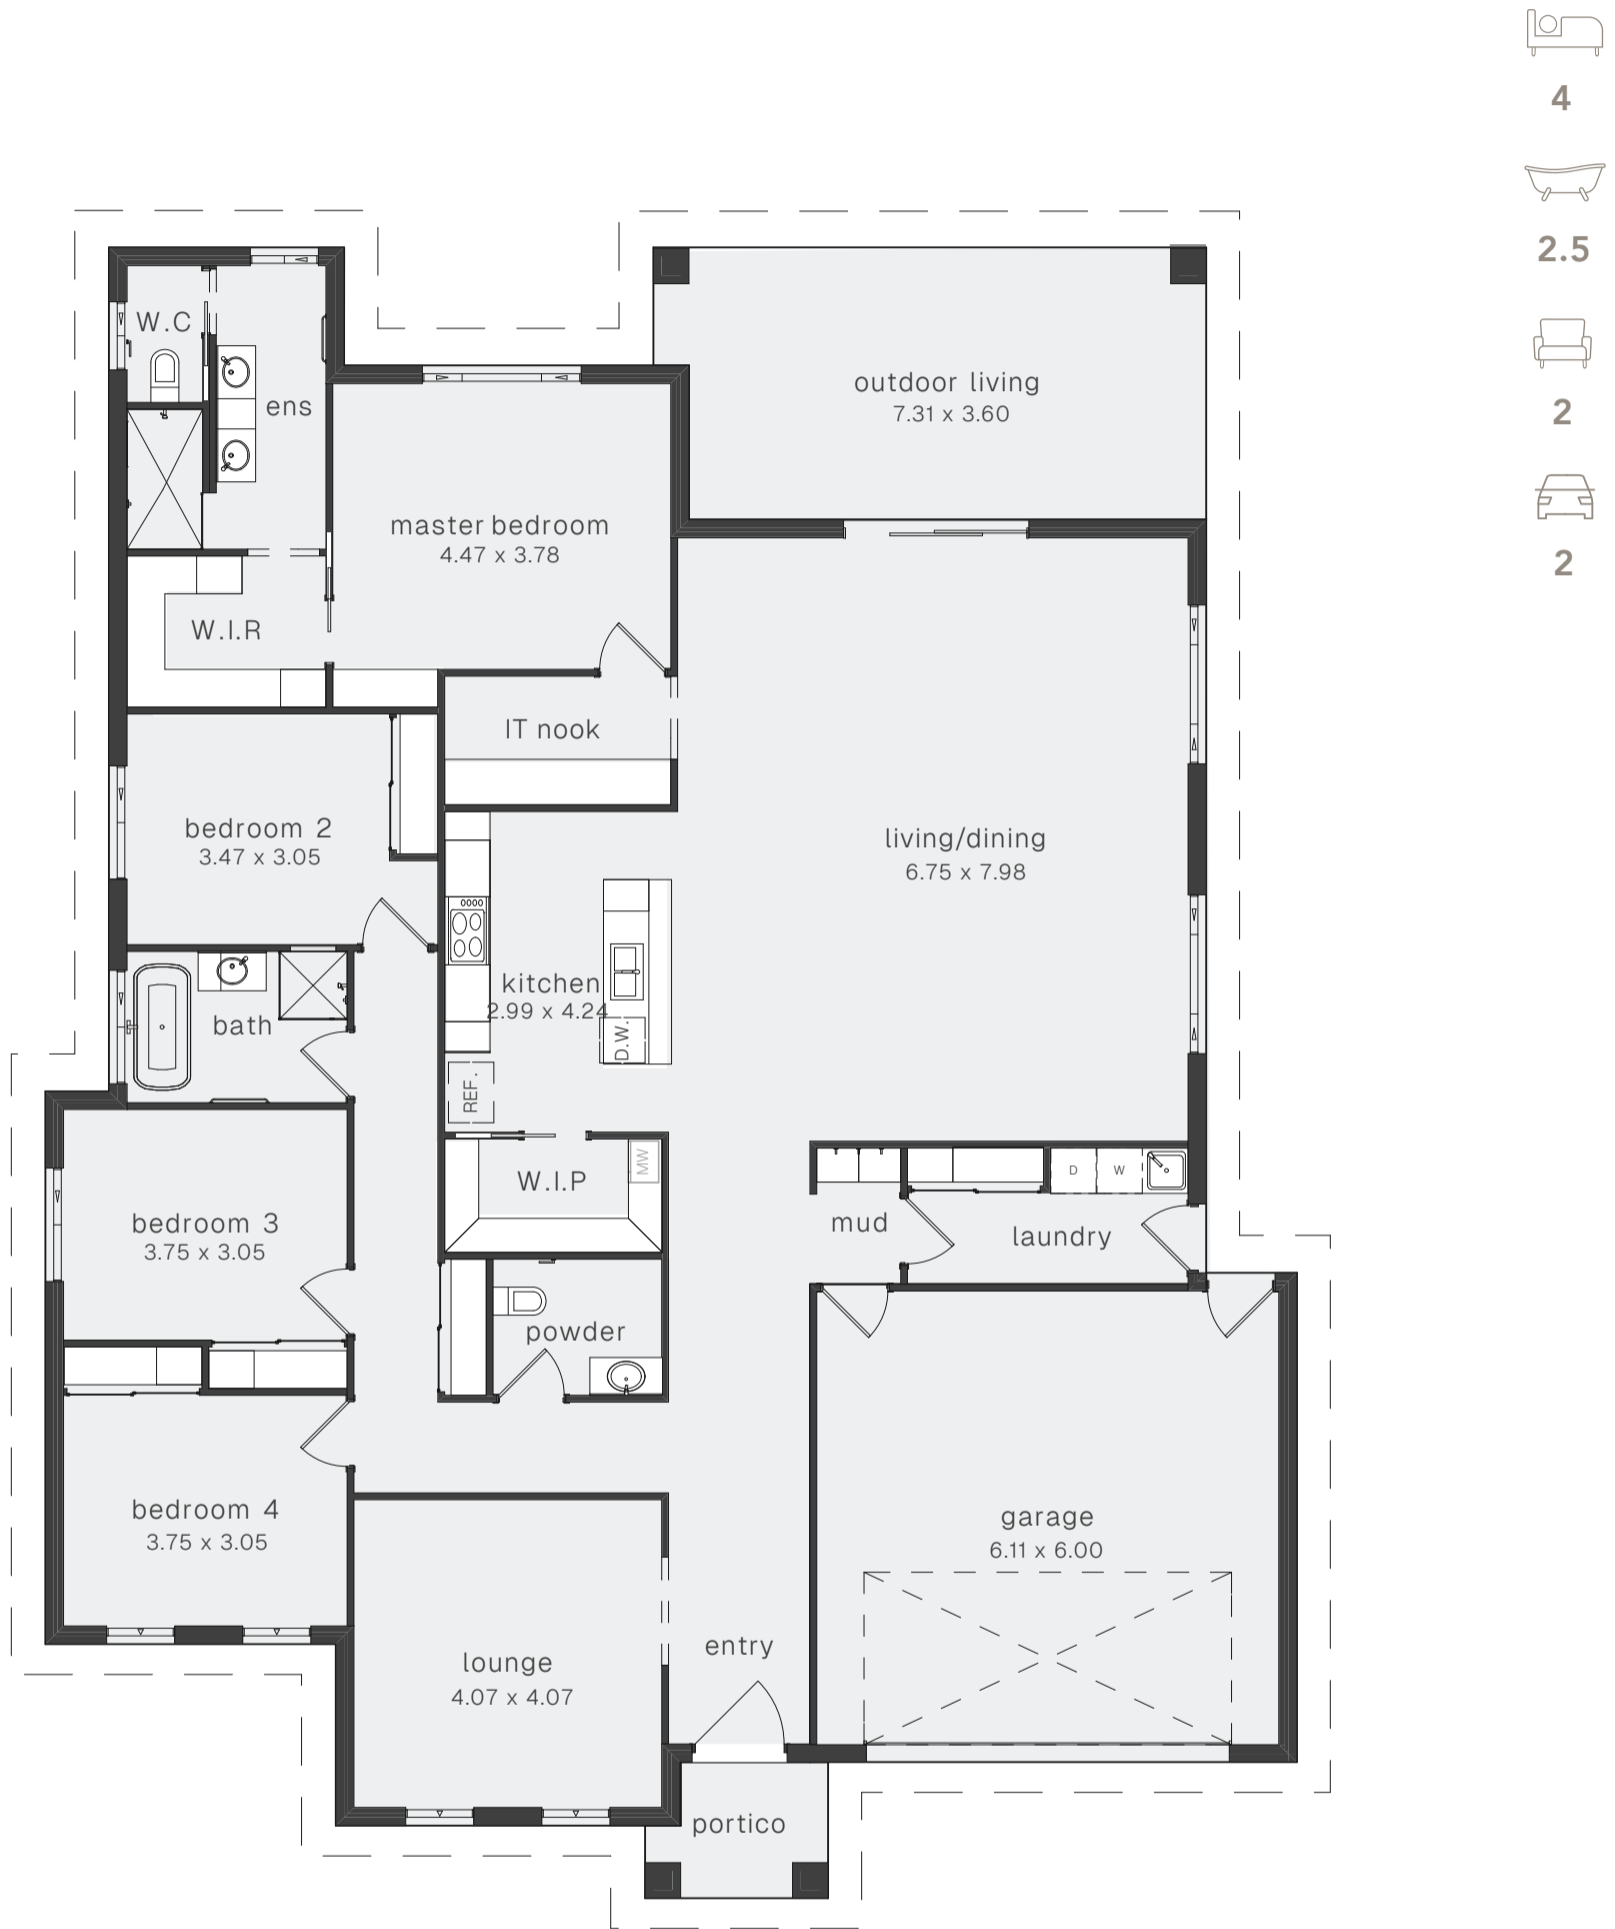 4
2.5
2
2
W.C
ens
outdoor living
7.31 x 3.60
master bedroom
4.47 x 3.78
W.I.R
IT nook
bedroom 2
3.47 x 3.05
living/dining
6.75 x 7.98
kitchen
2.99 x 4.24
bath
D.W.
REF.
W.I.P
MW
D
W
bedroom 3
3.75 x 3.05
mud
laundry
powder
bedroom 4
3.75 x 3.05
garage
6.11 x 6.00
entry
lounge
4.07 x 4.07
portico